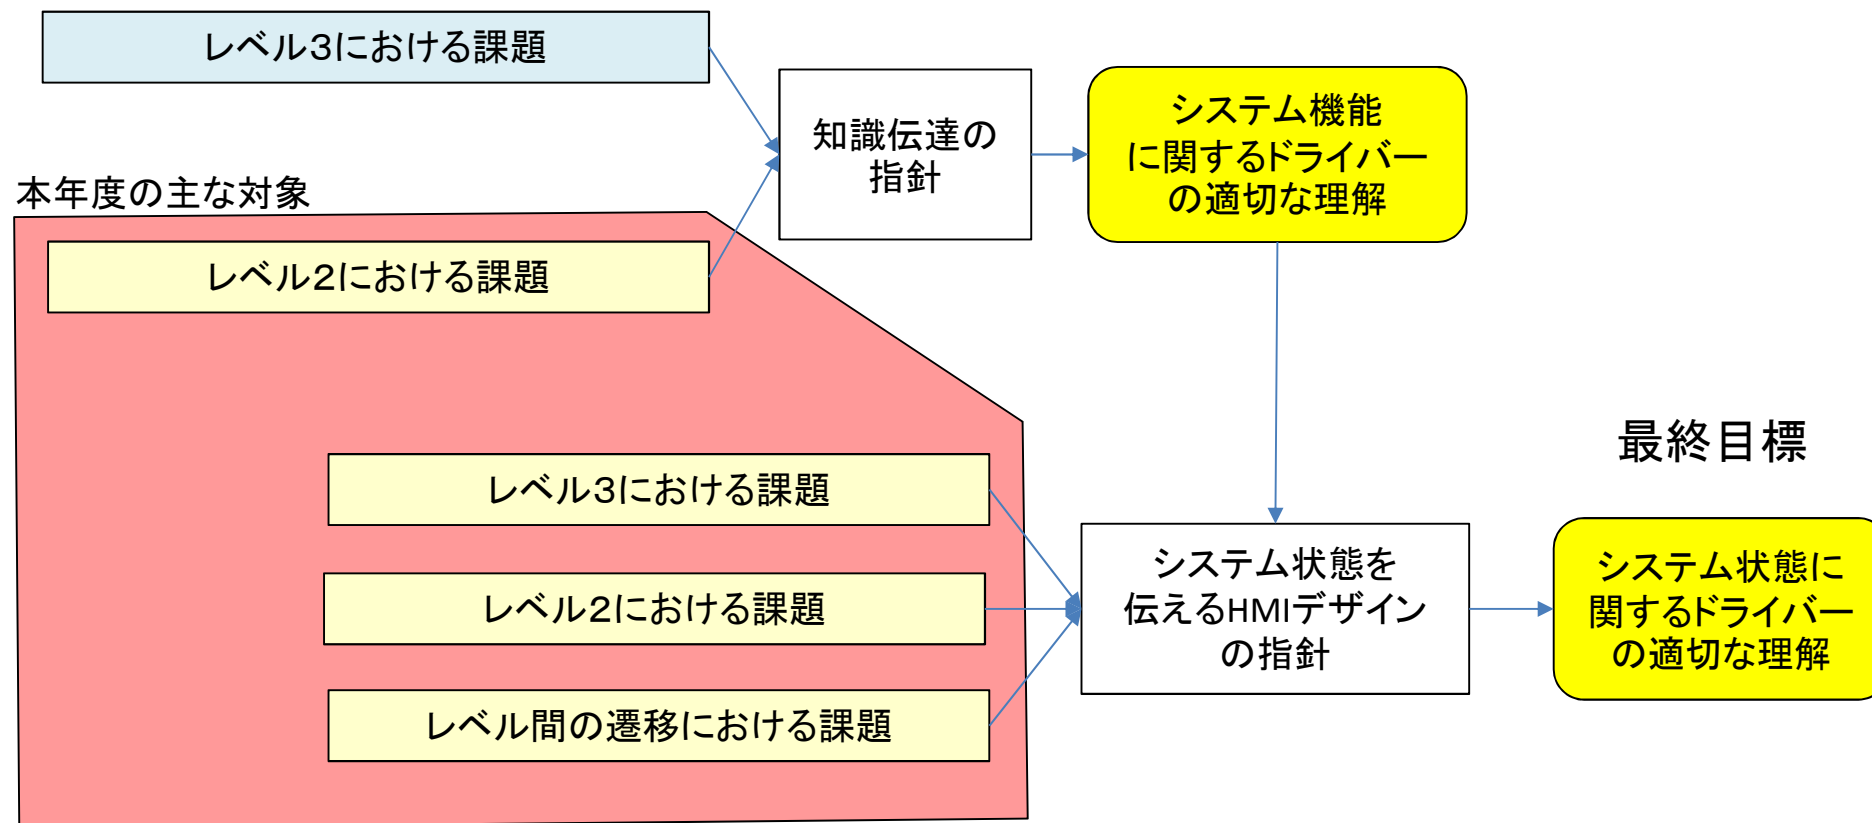 レベル３における課題
知識伝達の
指針
システム機能
に関するドライバー
の適切な理解
本年度の主な対象
レベル２における課題
最終目標
レベル３における課題
レベル２における課題
レベル間の遷移における課題
システム状態を
伝えるHMIデザイン
の指針
システム状態に
関するドライバー
の適切な理解